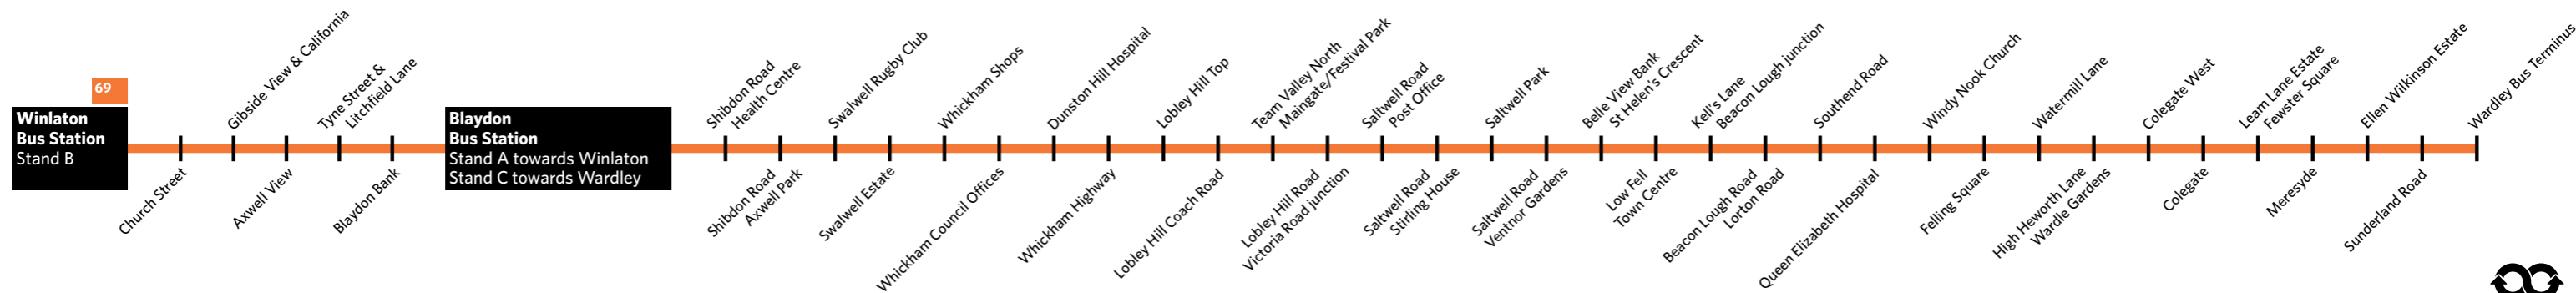 69
Winlaton
Bus Station
Stand B
Church Street
Gibside View & California
Axwell View
Tyne Street &
Litchfield Lane
Blaydon Bank
Blaydon
Bus Station
Stand A towards Winlaton
Stand C towards Wardley
Shibdon Road
Health Centre
Shibdon Road
Axwell Park
Swalwell Rugby Club
Swalwell Estate
Whickham Shops
Whickham Council Offices
Dunston Hill Hospital
Whickham Highway
Lobley Hill Top
Lobley Hill Coach Road
Team Valley North
Maingate/Festival Park
Lobley Hill Road
Victoria Road junction
Saltwell Road
Post Office
Saltwell Road
Stirling House
Saltwell Park
Saltwell Road
Ventnor Gardens
Belle View Bank
St Helen's Crescent
Low Fell
Town Centre
Kell's Lane
Beacon Lough junction
Beacon Lough Road
Lorton Road
Southend Road
Queen Elizabeth Hospital
Windy Nook Church
Felling Square
Watermill Lane
High Heworth Lane
Wardle Gardens
Colegate West
Colegate
Leam Lane Estate
Fewster Square
Meresyde
Ellen Wilkinson Estate
Sunderland Road
Wardley Bus Terminus